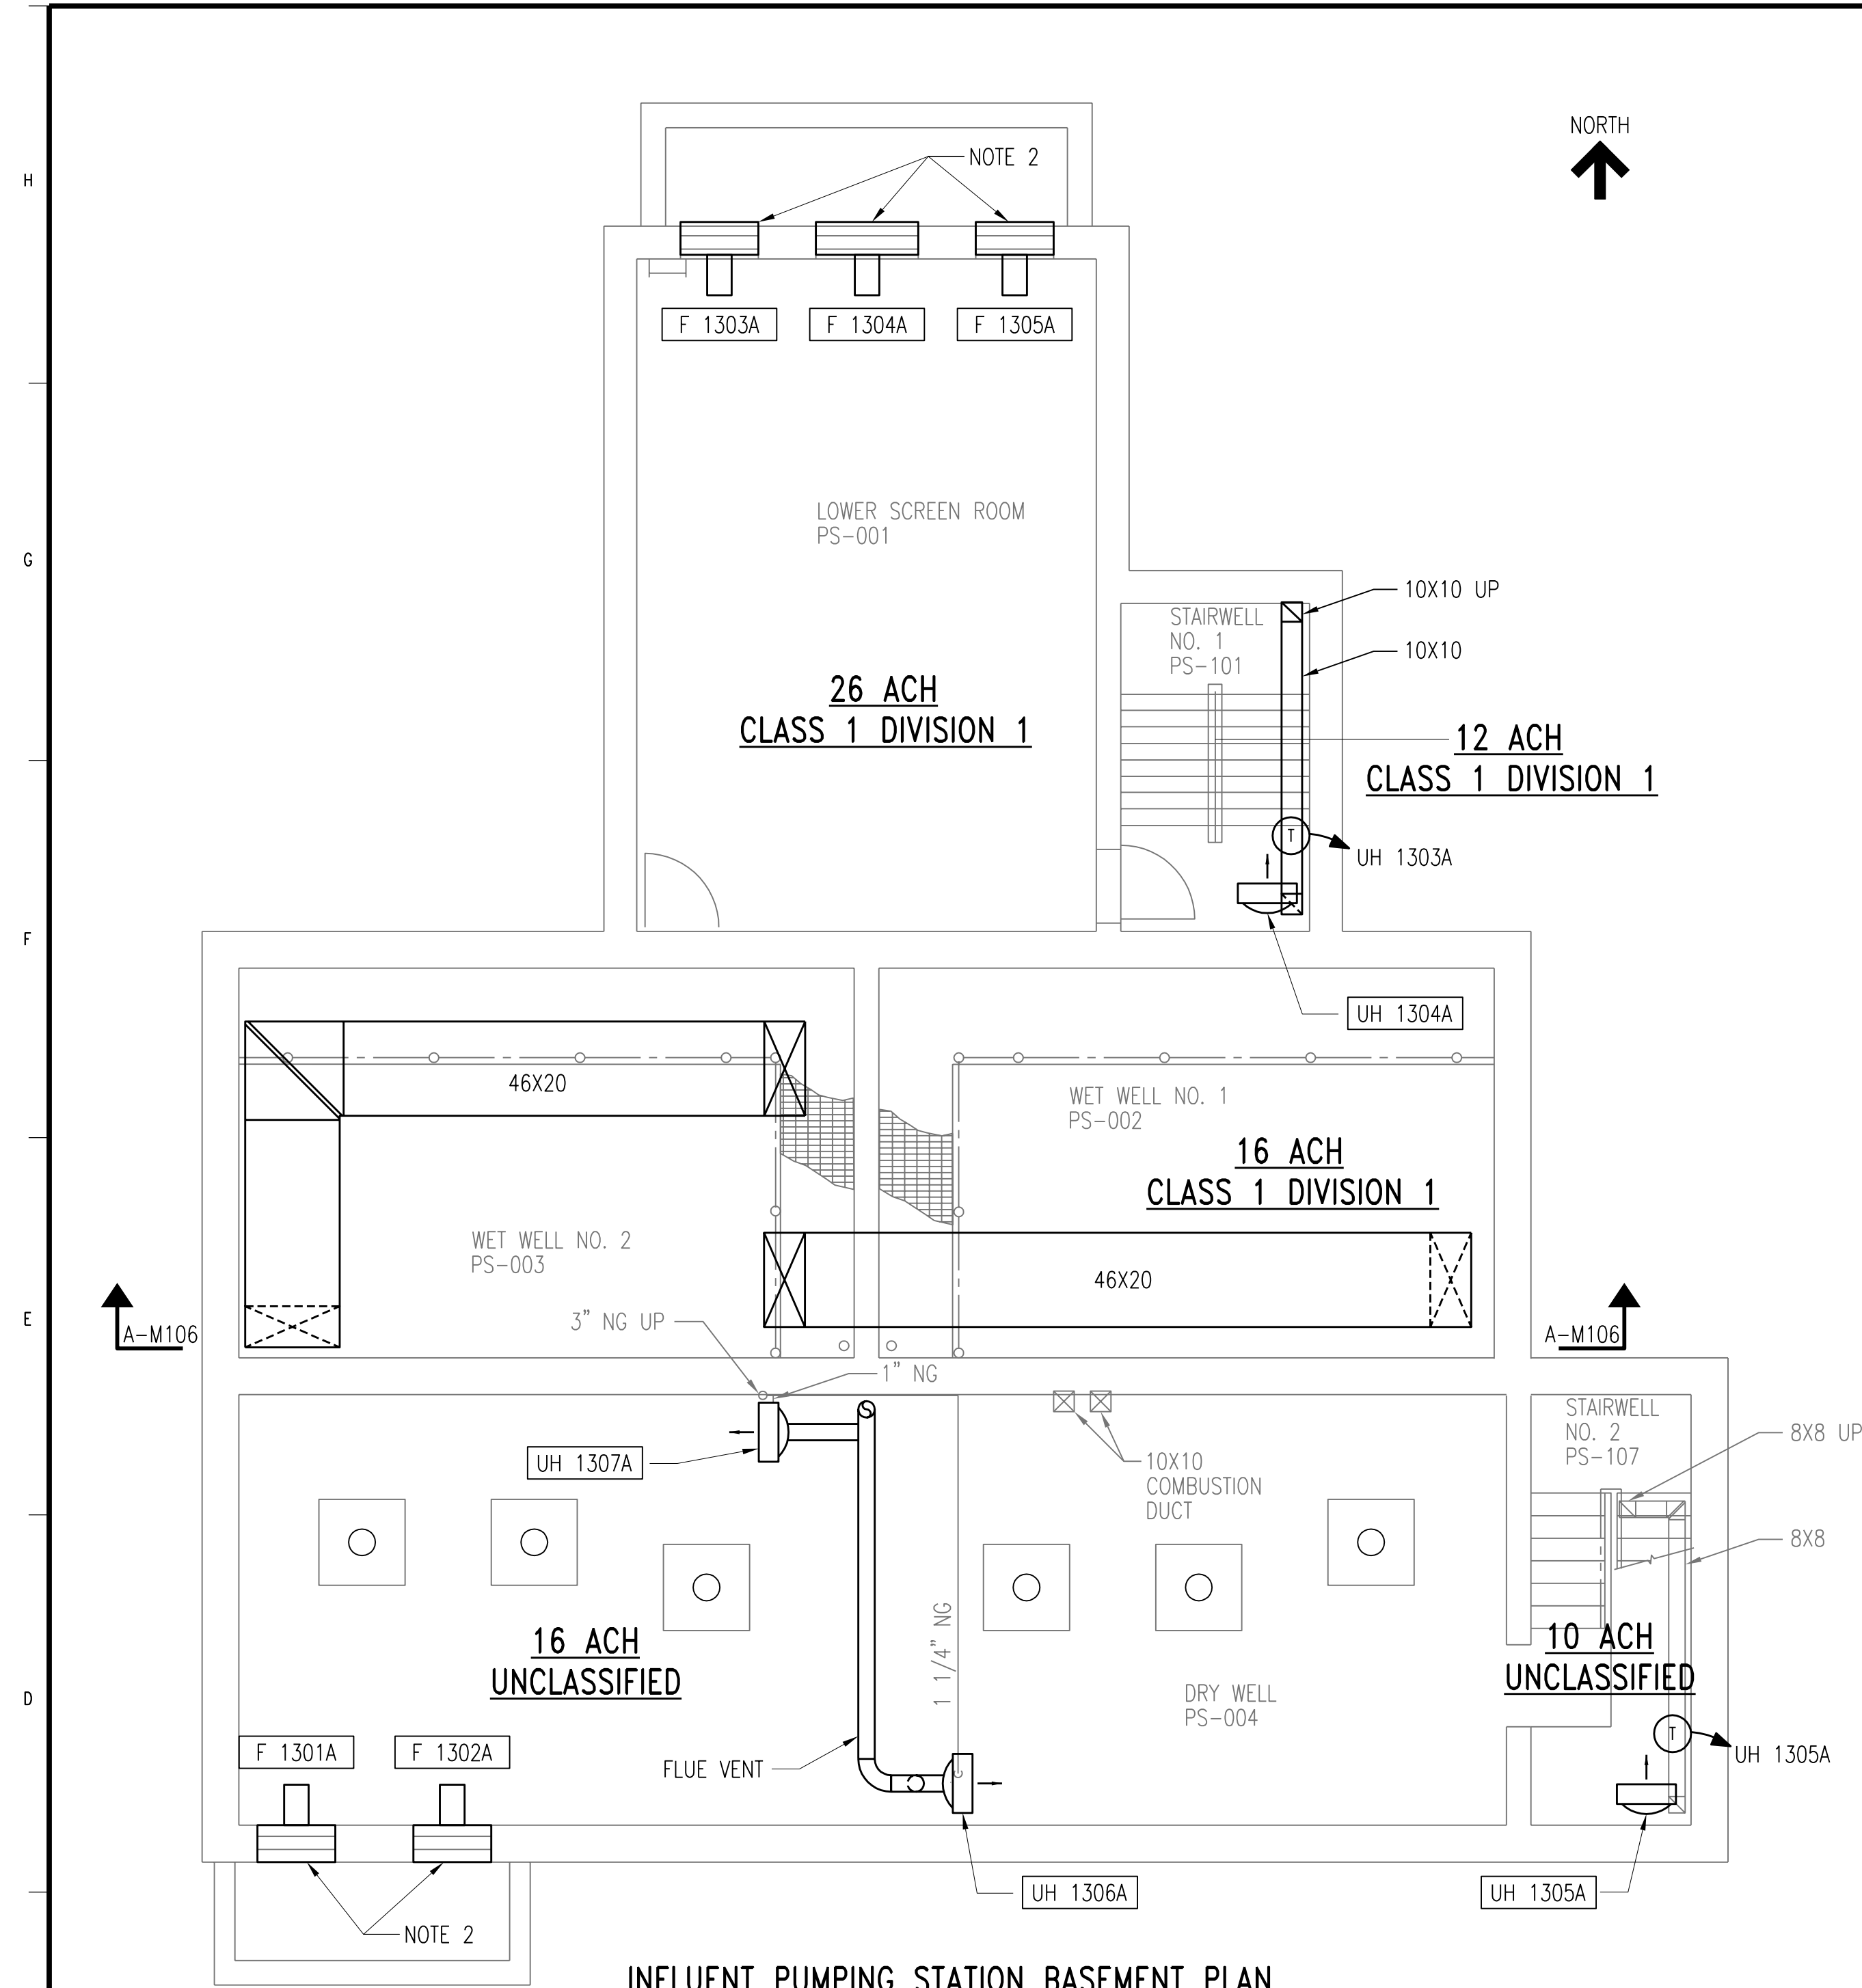 NORTH
H
NOTE 2
F 1303A
F 1304A
F 1305A
LOWER SCREEN ROOM
PS-001
G
10X10 UP
STAIRWELL
NO. 1
PS-101
10X10
26 ACH
CLASS 1 DIVISION 1
12 ACH
CLASS 1 DIVISION 1
T
UH 1303A
F
UH 1304A
46X20
WET WELL NO. 1
PS-002
16 ACH
CLASS 1 DIVISION 1
WET WELL NO. 2
PS-003
46X20
E
3" NG UP
A-M106
A-M106
1" NG
STAIRWELL
NO. 2
PS-107
8X8 UP
UH 1307A
10X10
COMBUSTION
DUCT
8X8
1 1/4" NG
16 ACH
UNCLASSIFIED
10 ACH
UNCLASSIFIED
D
DRY WELL
PS-004
F 1301A
F 1302A
FLUE VENT
T
UH 1305A
UH 1306A
UH 1305A
NOTE 2
INFLUENT PUMPING STATION BASEMENT PLAN